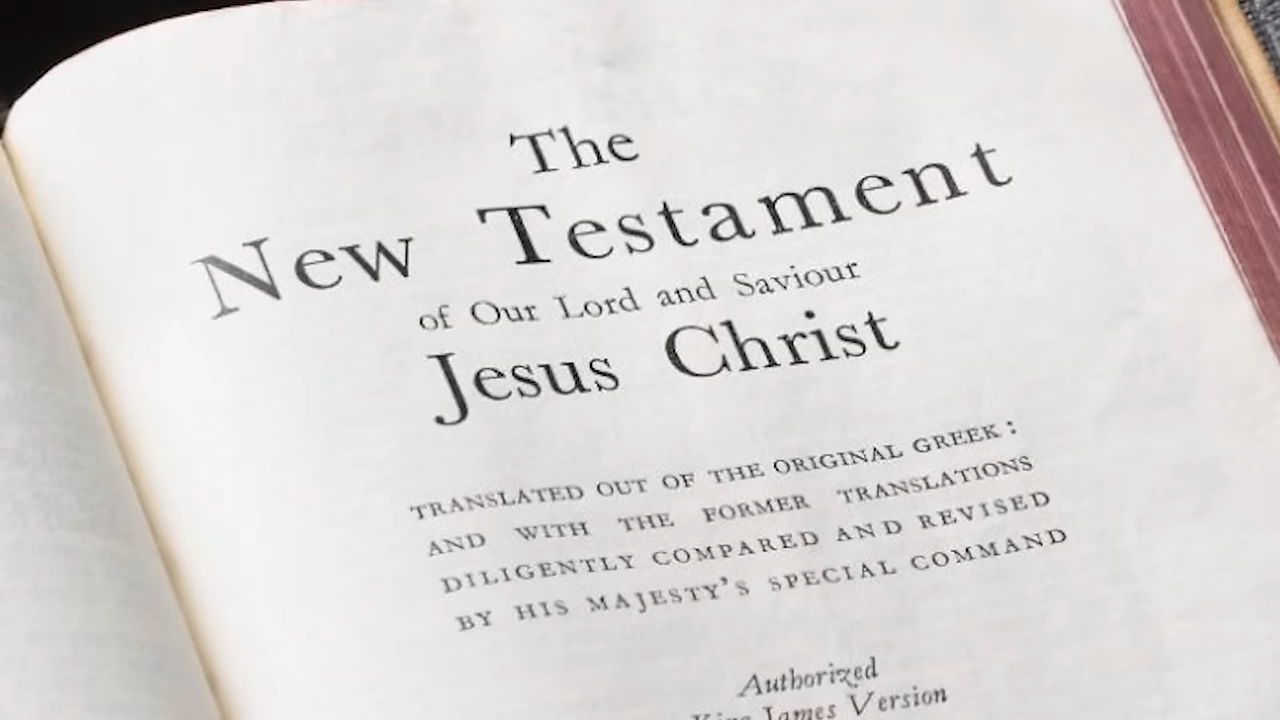 The
New Testament
of Our Lord and Saviour
Jesus Christ
TRANSLATED OUT OF THE ORIGINAL GREEK:
AND WITH THE FORMER TRANSLATIONS
DILIGENTLY COMPARED AND REVISED
BY HIS MAJESTY'S SPECIAL COMMAND
Authorized
King James Version